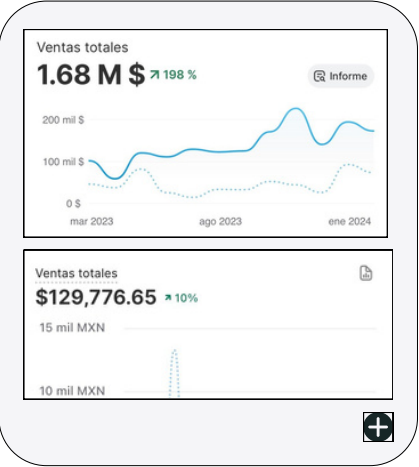 Ventas totales
1.68 M $ 198 %
Informe
200 mil $
100 mil $
0 $
mar 2023 ago 2023 ene 2024
Ventas totales
$129,776.65 10%
15 mil MXN
10 mil MXN